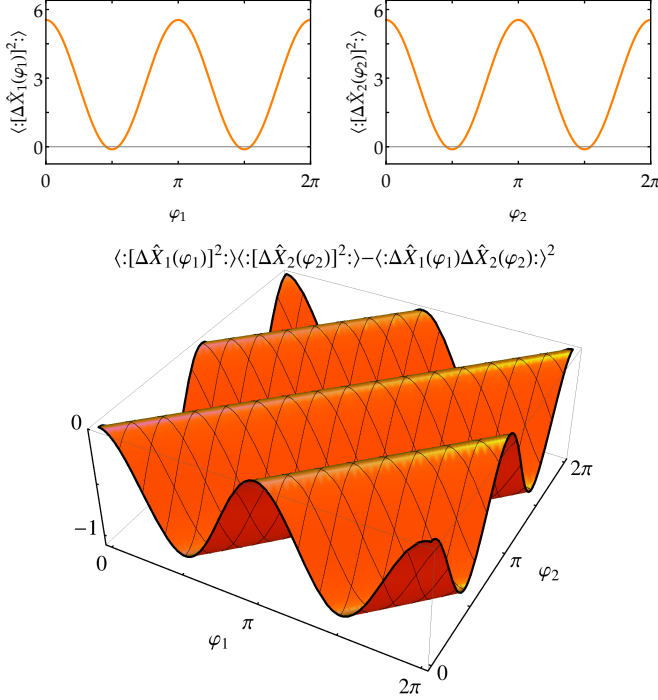 ⟨:[ΔX̂₁(φ₁)]²:⟩
6
3
0
0
π
2π
φ₁
⟨:[ΔX̂₂(φ₂)]²:⟩
6
3
0
0
π
2π
φ₂
⟨:[ΔX̂₁(φ₁)]²:⟩⟨:[ΔX̂₂(φ₂)]²:⟩−⟨:ΔX̂₁(φ₁)ΔX̂₂(φ₂):⟩²
0
−1
0
π
2π
φ₁
0
π
2π
φ₂